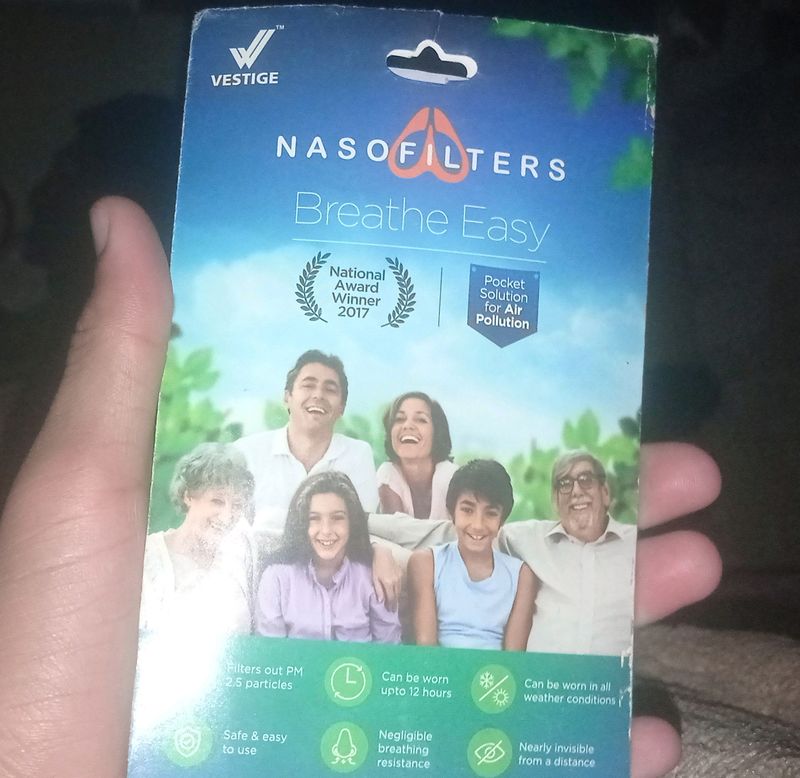 TM
VESTIGE
NASOFILTERS
Breathe Easy
National
Award
Winner
2017
Pocket
Solution
for Air
Pollution
Filters out PM
2.5 particles
Can be worn
upto 12 hours
Can be worn in all
weather conditions
Safe & easy
to use
Negligible
breathing
resistance
Nearly invisible
from a distance